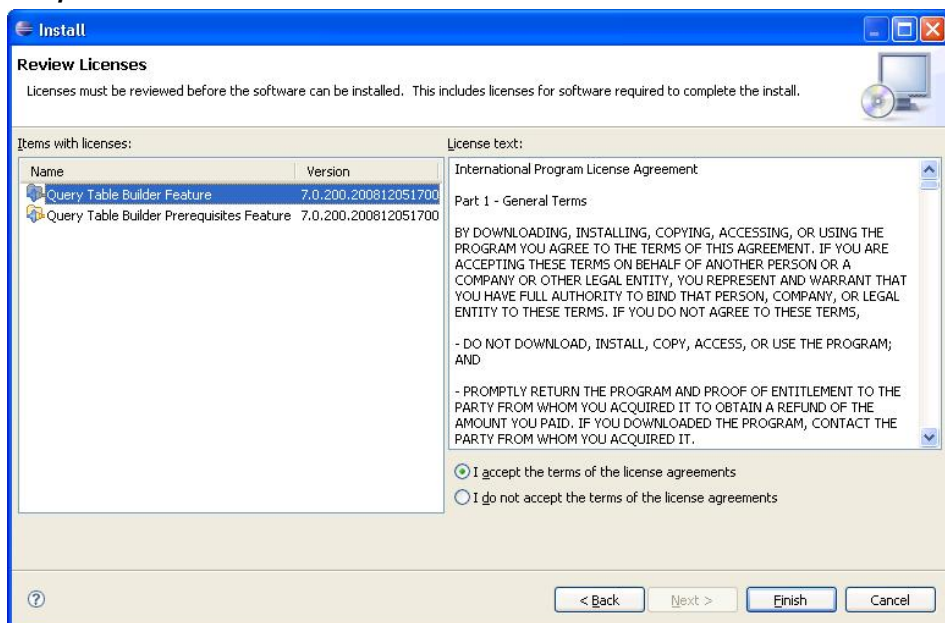 Install
Review Licenses
Licenses must be reviewed before the software can be installed. This includes licenses for software required to complete the install.
Items with licenses:
Name Version
Query Table Builder Feature 7.0.200.200812051700
Query Table Builder Prerequisites Feature 7.0.200.200812051700
License text:
International Program License Agreement
Part 1 - General Terms
BY DOWNLOADING, INSTALLING, COPYING, ACCESSING, OR USING THE
PROGRAM YOU AGREE TO THE TERMS OF THIS AGREEMENT. IF YOU ARE
ACCEPTING THESE TERMS ON BEHALF OF ANOTHER PERSON OR A
COMPANY OR OTHER LEGAL ENTITY, YOU REPRESENT AND WARRANT THAT
YOU HAVE FULL AUTHORITY TO BIND THAT PERSON, COMPANY, OR LEGAL
ENTITY TO THESE TERMS. IF YOU DO NOT AGREE TO THESE TERMS,
- DO NOT DOWNLOAD, INSTALL, COPY, ACCESS, OR USE THE PROGRAM;
AND
- PROMPTLY RETURN THE PROGRAM AND PROOF OF ENTITLEMENT TO THE
PARTY FROM WHOM YOU ACQUIRED IT TO OBTAIN A REFUND OF THE
AMOUNT YOU PAID. IF YOU DOWNLOADED THE PROGRAM, CONTACT THE
PARTY FROM WHOM YOU ACQUIRED IT.
I accept the terms of the license agreements
I do not accept the terms of the license agreements
?
< Back Next > Finish Cancel